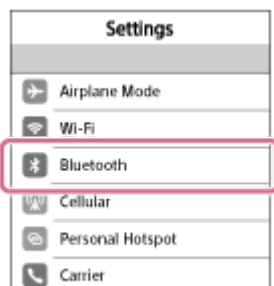 Settings
Airplane Mode
Wi-Fi
Bluetooth
Cellular
Personal Hotspot
Carrier